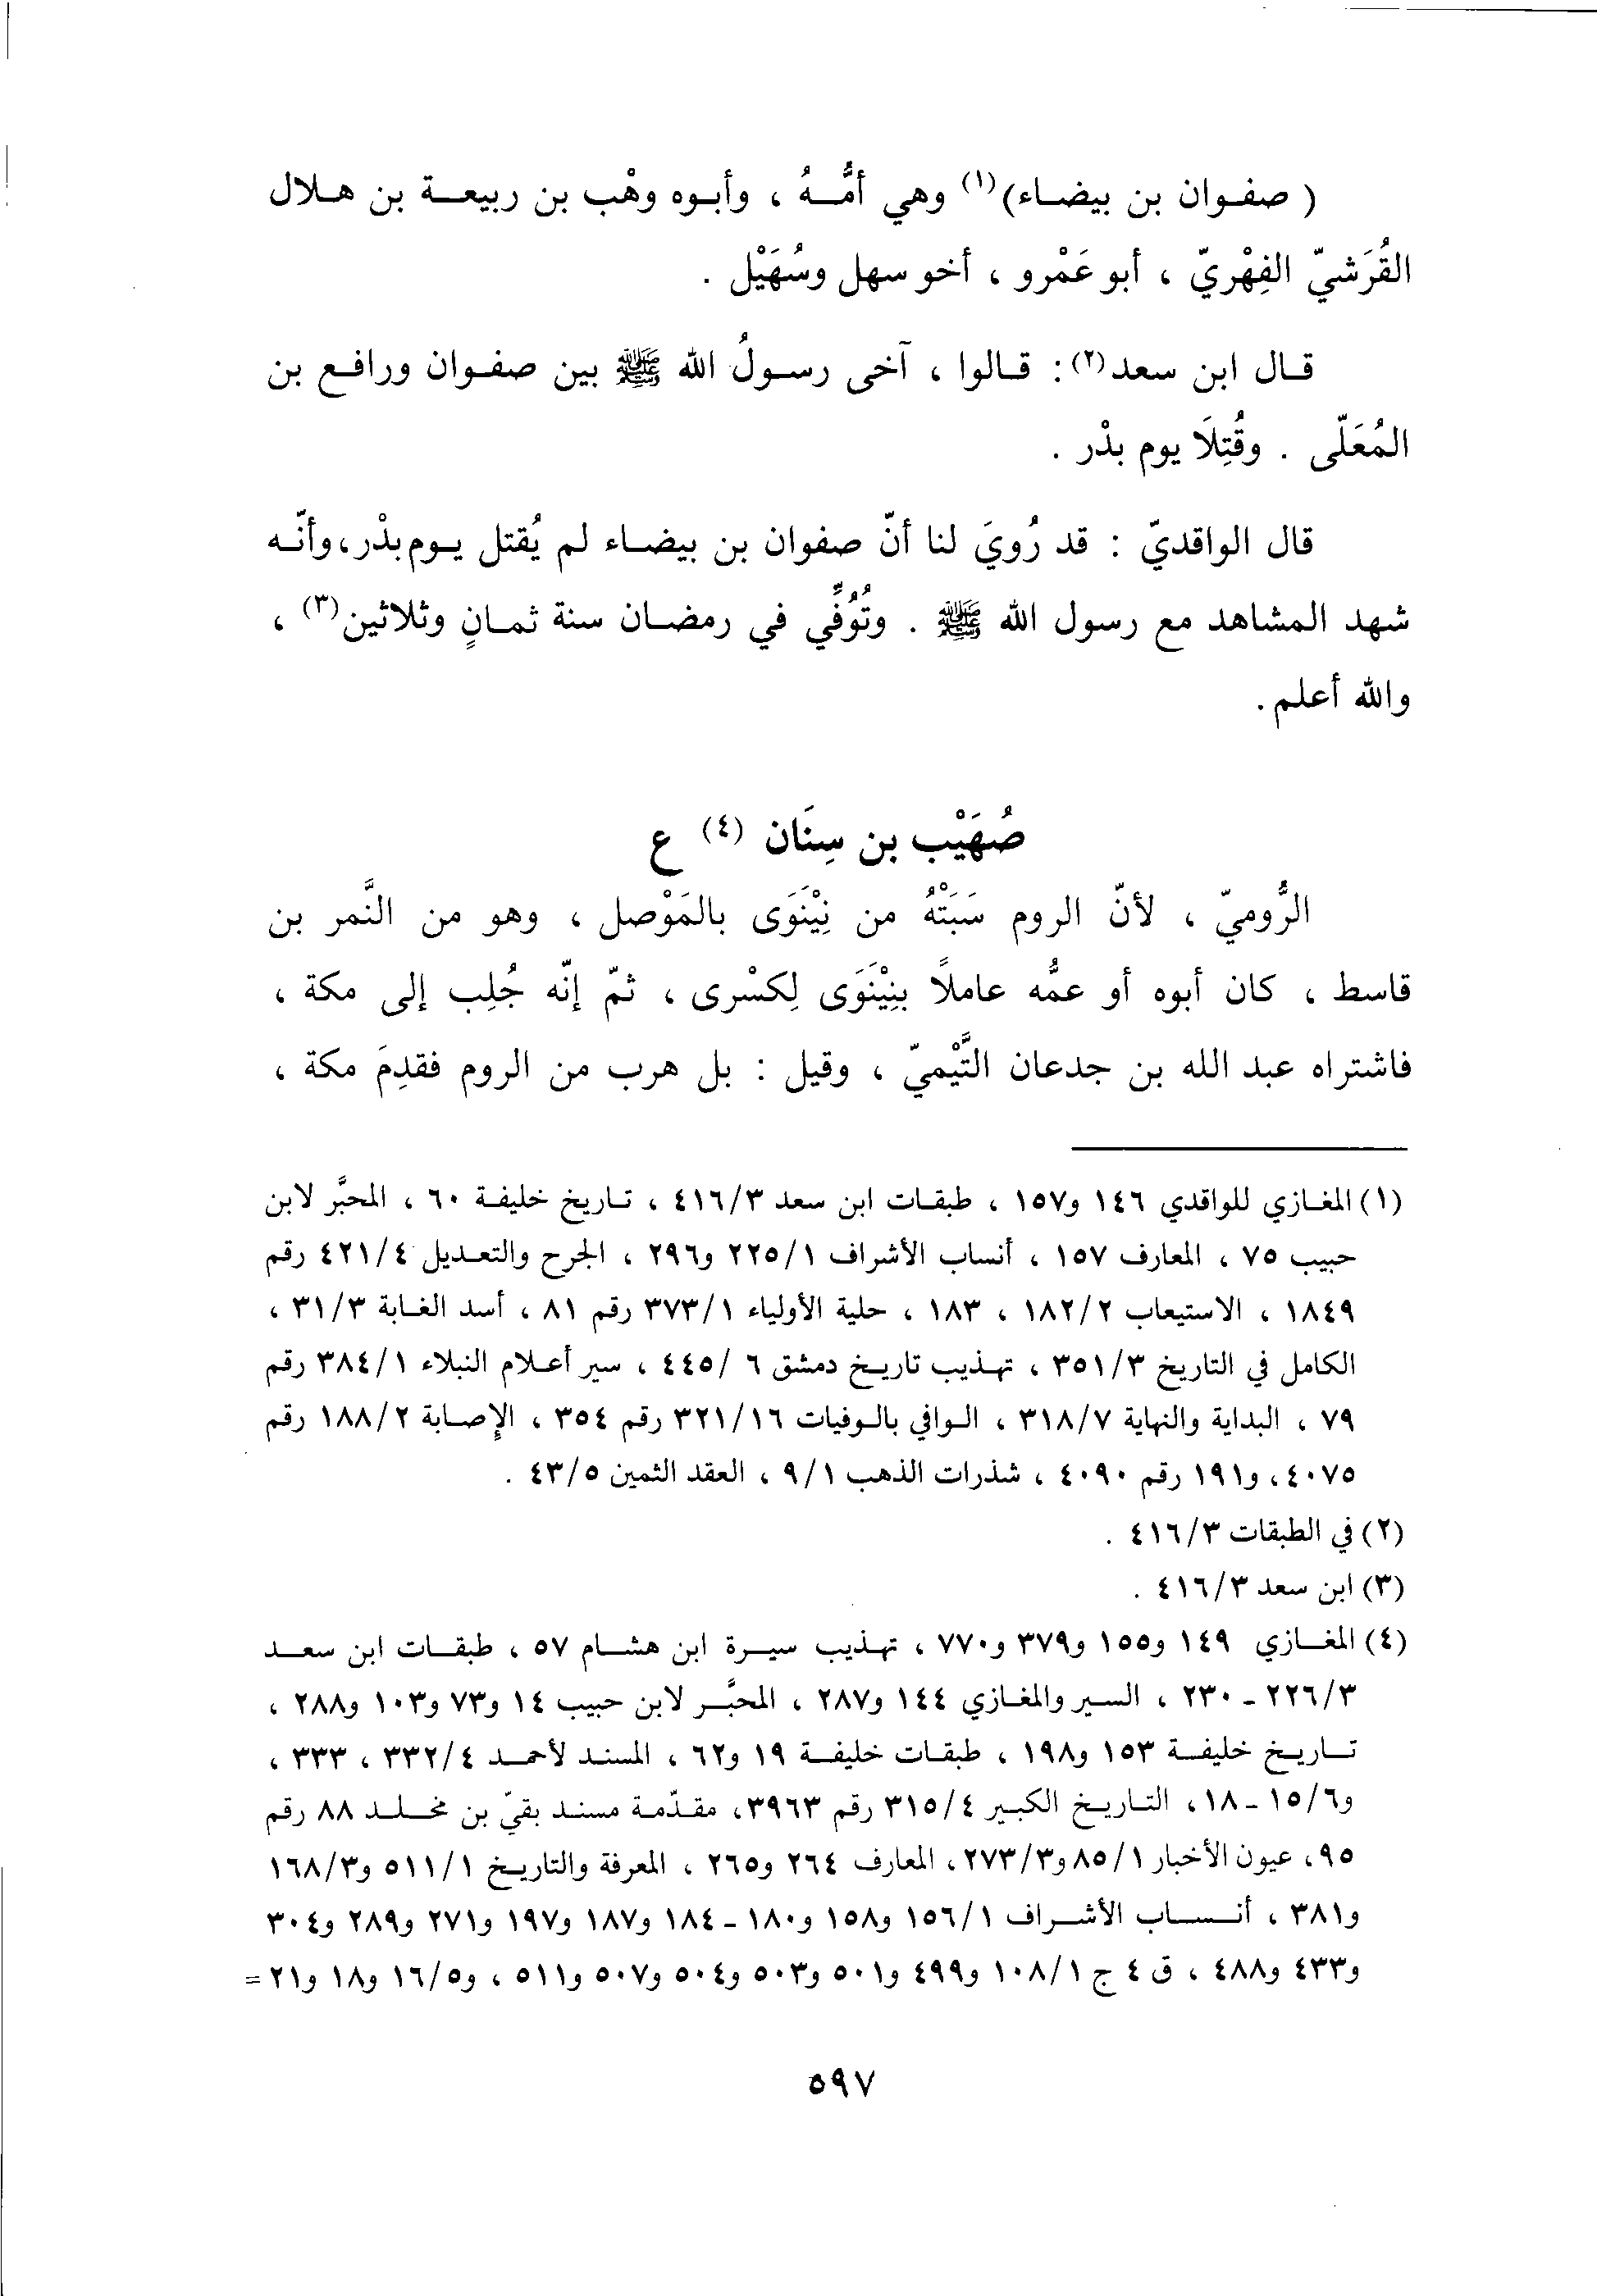 ( صفوان بن بيضاء)(١) وهي أمُّهُ ، وأبوه وهْب بن ربيعة بن هلال
القُرَشيّ الفِهْريّ ، أبو عَمْرو ، أخو سهل وسُهَيْل .
قال ابن سعد(٢): قالوا ، آخى رسولُ الله ﷺ بين صفوان ورافع بن
المُعَلّى . وقُتِلَا يوم بدْر .
قال الواقديّ : قد رُويَ لنا أنّ صفوان بن بيضاء لم يُقتل يوم بدْر، وأنّه
شهد المشاهد مع رسول الله ﷺ . وتُوُفِّي في رمضان سنة ثمانٍ وثلاثين(٣) ،
والله أعلم .
صُهَيْب بن سِنَان (٤) ع
الرُّوميّ ، لأنّ الروم سَبَتْهُ من نِيْنَوَى بالمَوْصل ، وهو من النَّمر بن
قاسط ، كان أبوه أو عمُّه عاملاً بنِيْنَوَى لِكسْرى ، ثمّ إنّه جُلِب إلى مكة ،
فاشتراه عبد الله بن جدعان التَّيْميّ ، وقيل : بل هرب من الروم فقدِمَ مكة ،
(١) المغازي للواقدي ١٤٦ و١٥٧ ، طبقات ابن سعد ٤١٦/٣ ، تاريخ خليفة ٦٠ ، المحبَّر لابن
حبيب ٧٥ ، المعارف ١٥٧ ، أنساب الأشراف ٢٢٥/١ و٢٩٦ ، الجرح والتعديل ٤٢١/٤ رقم
١٨٤٩ ، الاستيعاب ١٨٢/٢ ، ١٨٣ ، حلية الأولياء ٣٧٣/١ رقم ٨١ ، أسد الغابة ٣١/٣ ،
الكامل في التاريخ ٣٥١/٣ ، تهذيب تاريخ دمشق ٦ /٤٤٥ ، سير أعلام النبلاء ٣٨٤/١ رقم
٧٩ ، البداية والنهاية ٣١٨/٧ ، الوافي بالوفيات ٣٢١/١٦ رقم ٣٥٤ ، الإصابة ١٨٨/٢ رقم
٤٠٧٥، و١٩١ رقم ٤٠٩٠ ، شذرات الذهب ٩/١ ، العقد الثمين ٤٣/٥ .
(٢) في الطبقات ٤١٦/٣ .
(٣) ابن سعد ٤١٦/٣ .
(٤) المغازي ١٤٩ و١٥٥ و٣٧٩ و٧٧٠ ، تهذيب سيرة ابن هشام ٥٧ ، طبقات ابن سعد
٢٢٦/٣ - ٢٣٠ ، السير والمغازي ١٤٤ و٢٨٧ ، المحبَّر لابن حبيب ١٤ و٧٣ و١٠٣ و٢٨٨ ،
تاريخ خليفة ١٥٣ و١٩٨ ، طبقات خليفة ١٩ و٦٢ ، المسند لأحمد ٣٣٢/٤ ، ٣٣٣ ،
و١٥/٦ - ١٨، التاريخ الكبير ٣١٥/٤ رقم ٣٩٦٣، مقدّمة مسند بقيّ بن مخلد ٨٨ رقم
٩٥، عيون الأخبار ٨٥/١ و٢٧٣/٣، المعارف ٢٦٤ و٢٦٥ ، المعرفة والتاريخ ٥١١/١ و١٦٨/٣
و٣٨١ ، أنساب الأشراف ١٥٦/١ و١٥٨ و١٨٠ - ١٨٤ و١٨٧ و١٩٧ و٢٧١ و٢٨٩ و٣٠٤
و٤٣٣ و٤٨٨ ، ق ٤ ج ١٠٨/١ و٤٩٩ و٥٠١ و٥٠٣ و٥٠٤ و٥٠٧ و٥١١ ، و١٦/٥ و١٨ و٢١ =
٥٩٧